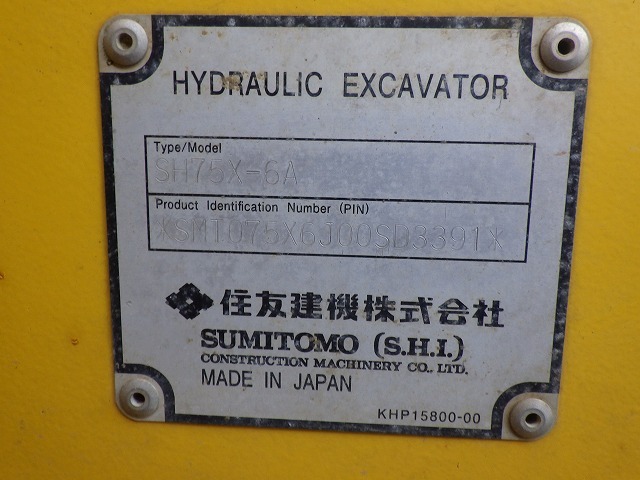 HYDRAULIC EXCAVATOR
Type/Model
SH75X-6A
Product Identification Number (PIN)
*SMT075X6J00SD3391*
住友建機株式会社
SUMITOMO (S.H.I.)
CONSTRUCTION MACHINERY CO., LTD.
MADE IN JAPAN
KHP15800-00